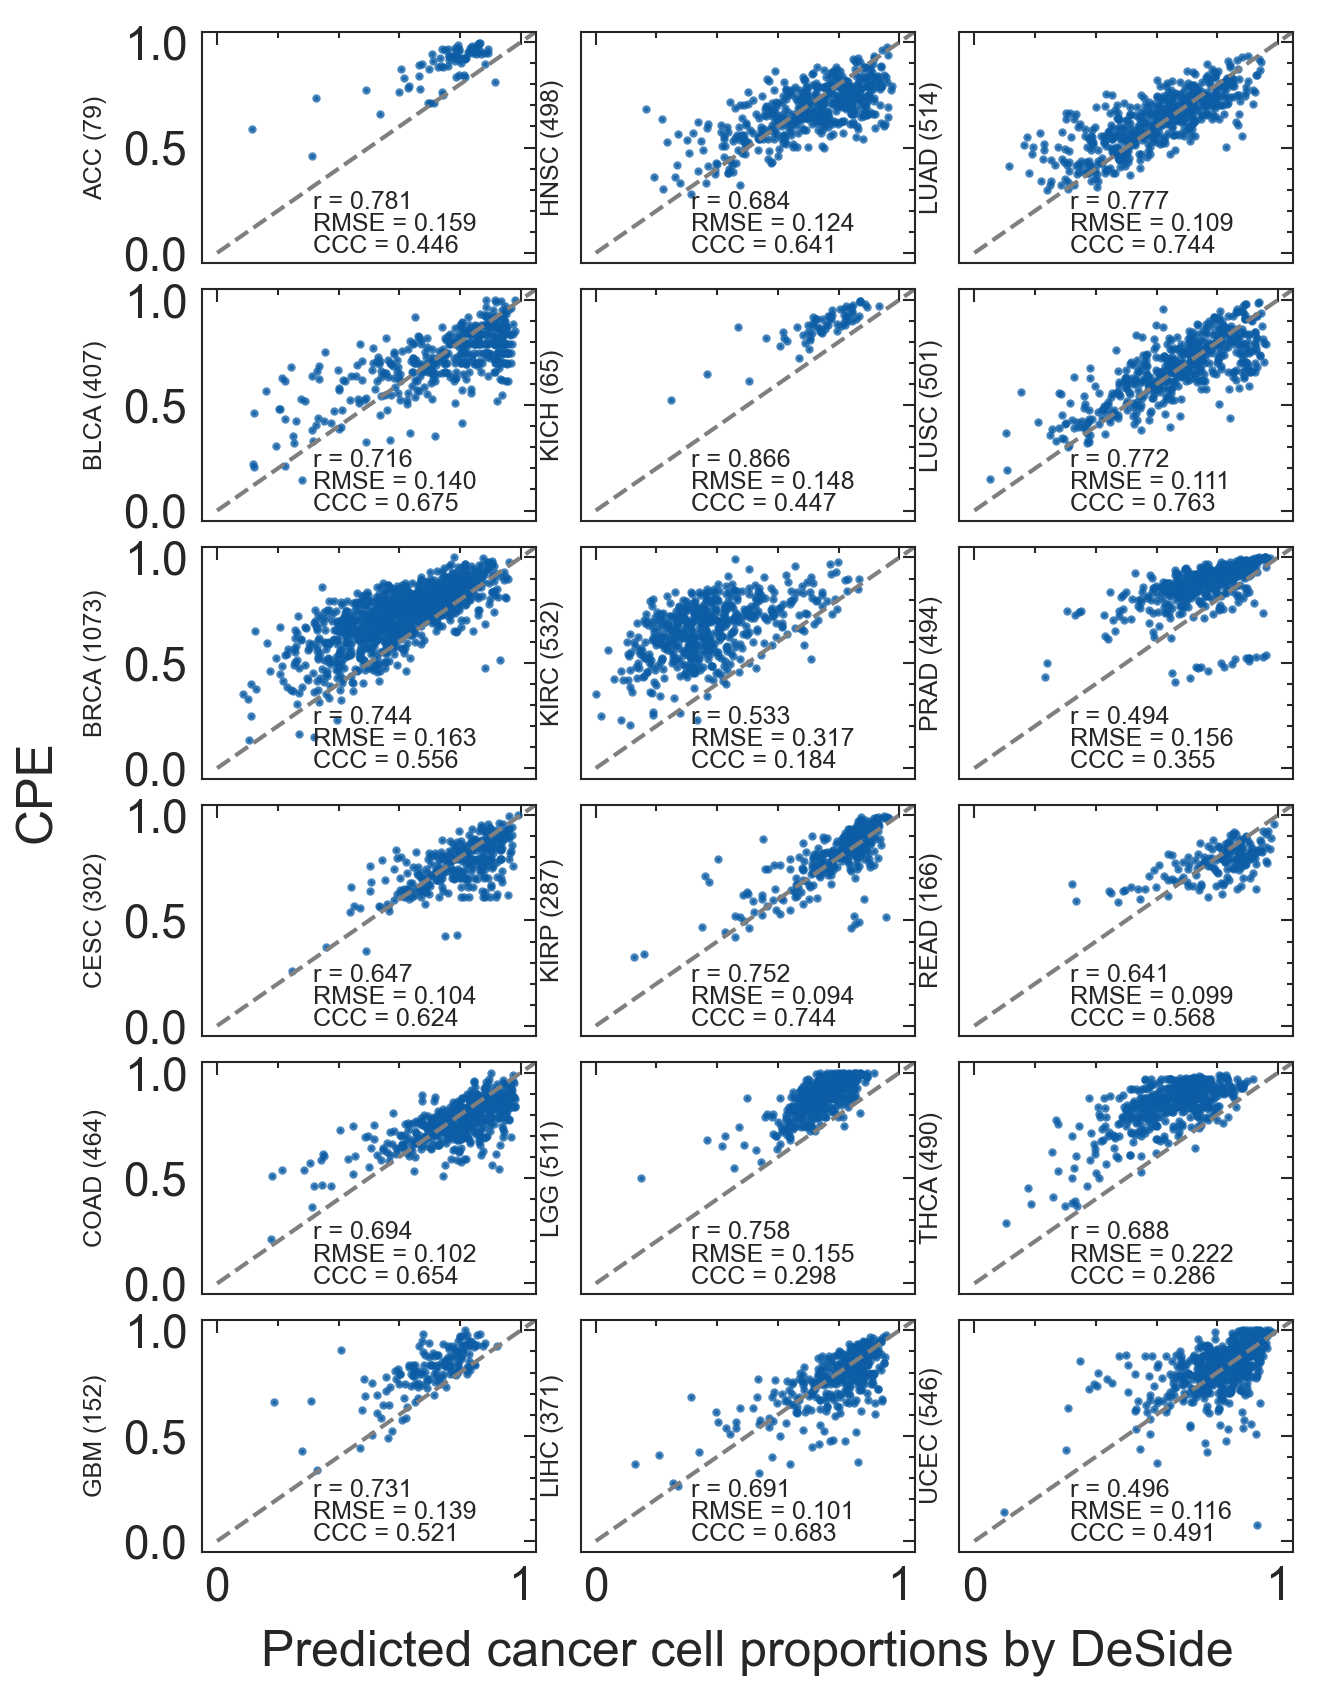 CPE
1.0
0.5
0.0
ACC (79)
r = 0.781
RMSE = 0.159
CCC = 0.446
HNSC (498)
r = 0.684
RMSE = 0.124
CCC = 0.641
LUAD (514)
r = 0.777
RMSE = 0.109
CCC = 0.744
1.0
0.5
0.0
BLCA (407)
r = 0.716
RMSE = 0.140
CCC = 0.675
KICH (65)
r = 0.866
RMSE = 0.148
CCC = 0.447
LUSC (501)
r = 0.772
RMSE = 0.111
CCC = 0.763
1.0
0.5
0.0
BRCA (1073)
r = 0.744
RMSE = 0.163
CCC = 0.556
KIRC (532)
r = 0.533
RMSE = 0.317
CCC = 0.184
PRAD (494)
r = 0.494
RMSE = 0.156
CCC = 0.355
1.0
0.5
0.0
CESC (302)
r = 0.647
RMSE = 0.104
CCC = 0.624
KIRP (287)
r = 0.752
RMSE = 0.094
CCC = 0.744
READ (166)
r = 0.641
RMSE = 0.099
CCC = 0.568
1.0
0.5
0.0
COAD (464)
r = 0.694
RMSE = 0.102
CCC = 0.654
LGG (511)
r = 0.758
RMSE = 0.155
CCC = 0.298
THCA (490)
r = 0.688
RMSE = 0.222
CCC = 0.286
1.0
0.5
0.0
GBM (152)
r = 0.731
RMSE = 0.139
CCC = 0.521
LIHC (371)
r = 0.691
RMSE = 0.101
CCC = 0.683
UCEC (546)
r = 0.496
RMSE = 0.116
CCC = 0.491
0 1 0 1 0 1
Predicted cancer cell proportions by DeSide